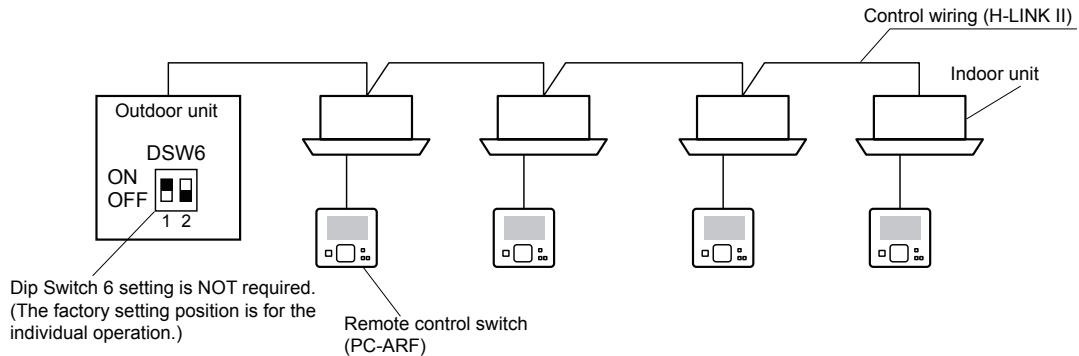 Control wiring (H-LINK II)
Indoor unit
Outdoor unit
DSW6
ON
OFF
1 2
Dip Switch 6 setting is NOT required.
(The factory setting position is for the
individual operation.)
Remote control switch
(PC-ARF)